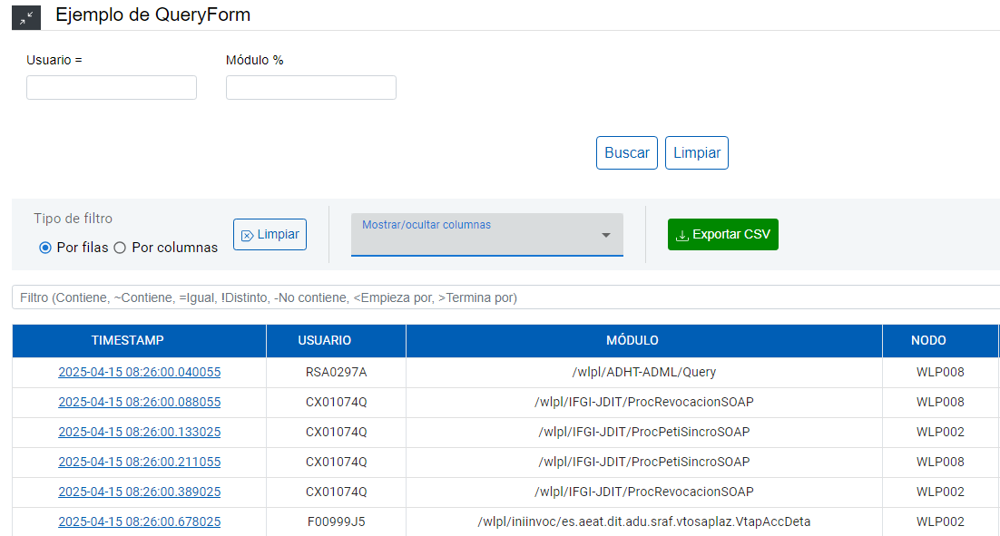 Ejemplo de QueryForm
Usuario = Módulo %
Buscar Limpiar
Tipo de filtro
Por filas Por columnas
Limpiar
Mostrar/ocultar columnas
Exportar CSV
Filtro (Contiene, ~Contiene, =Igual, !Distinto, -No contiene, <Empieza por, >Termina por)
TIMESTAMP USUARIO MÓDULO NODO
2025-04-15 08:26:00.040055 RSA0297A /wlpl/ADHT-ADML/Query WLP008
2025-04-15 08:26:00.088055 CX01074Q /wlpl/IFGI-JDIT/ProcRevocacionSOAP WLP008
2025-04-15 08:26:00.133025 CX01074Q /wlpl/IFGI-JDIT/ProcPetiSincroSOAP WLP002
2025-04-15 08:26:00.211055 CX01074Q /wlpl/IFGI-JDIT/ProcPetiSincroSOAP WLP008
2025-04-15 08:26:00.389025 CX01074Q /wlpl/IFGI-JDIT/ProcRevocacionSOAP WLP002
2025-04-15 08:26:00.678025 F00999J5 /wlpl/iniinvoc/es.aeat.dit.adu.sraf.vtosaplaz.VtapAccDeta WLP002